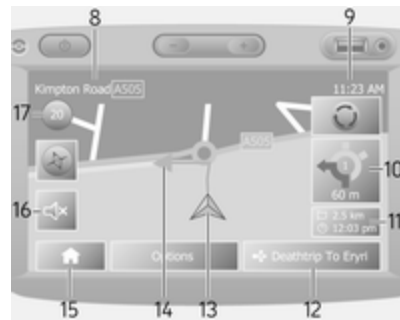 8
9
Kimpton Road A505
11:23 AM
17
20
A505
1
10
60 m
16
2.5 km
11
12:03 pm
Options
Deathtrip To Eryri
15
14
13
12